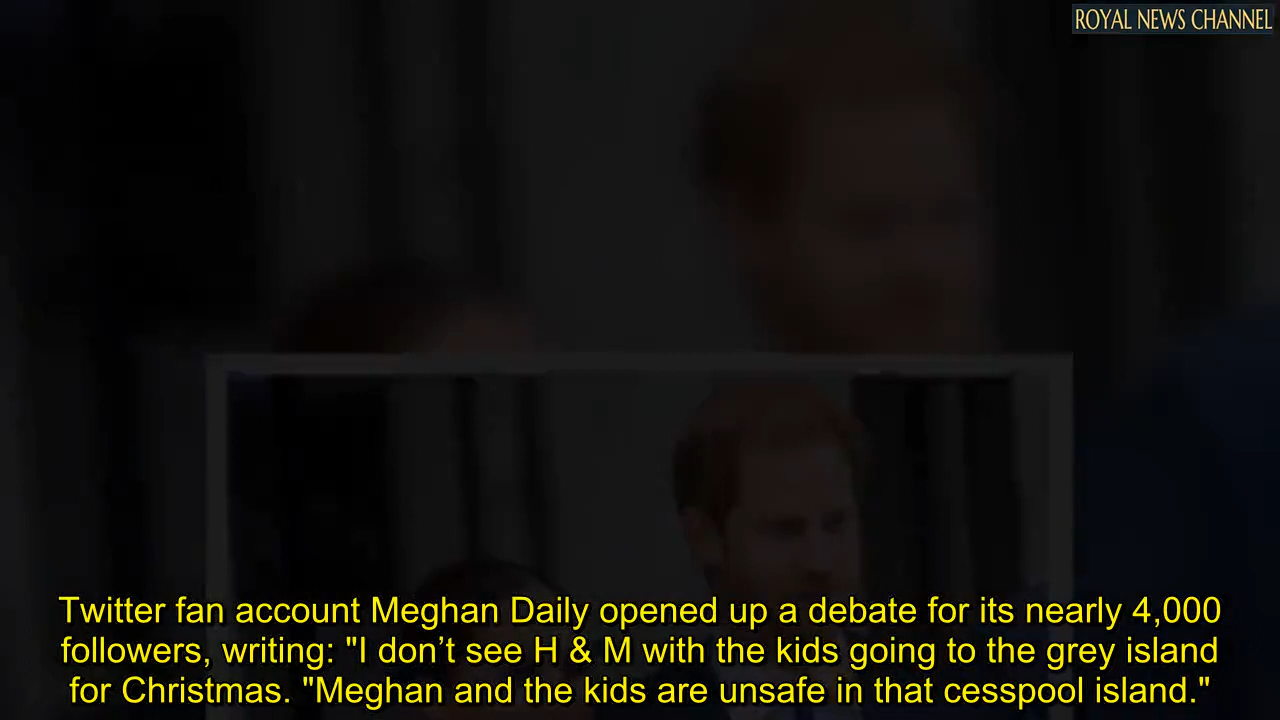 ROYAL NEWS CHANNEL
Twitter fan account Meghan Daily opened up a debate for its nearly 4,000
followers, writing: "I don’t see H & M with the kids going to the grey island
for Christmas. "Meghan and the kids are unsafe in that cesspool island."